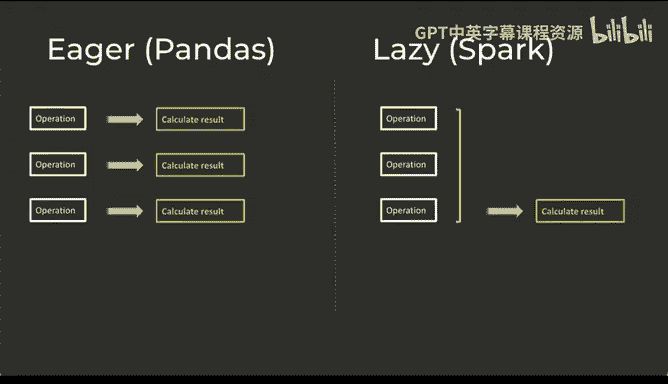 GPT中英字幕课程资源 bilibili
Eager (Pandas)
Lazy (Spark)
Operation
Calculate result
Operation
Calculate result
Operation
Calculate result
Operation
Operation
Operation
Calculate result